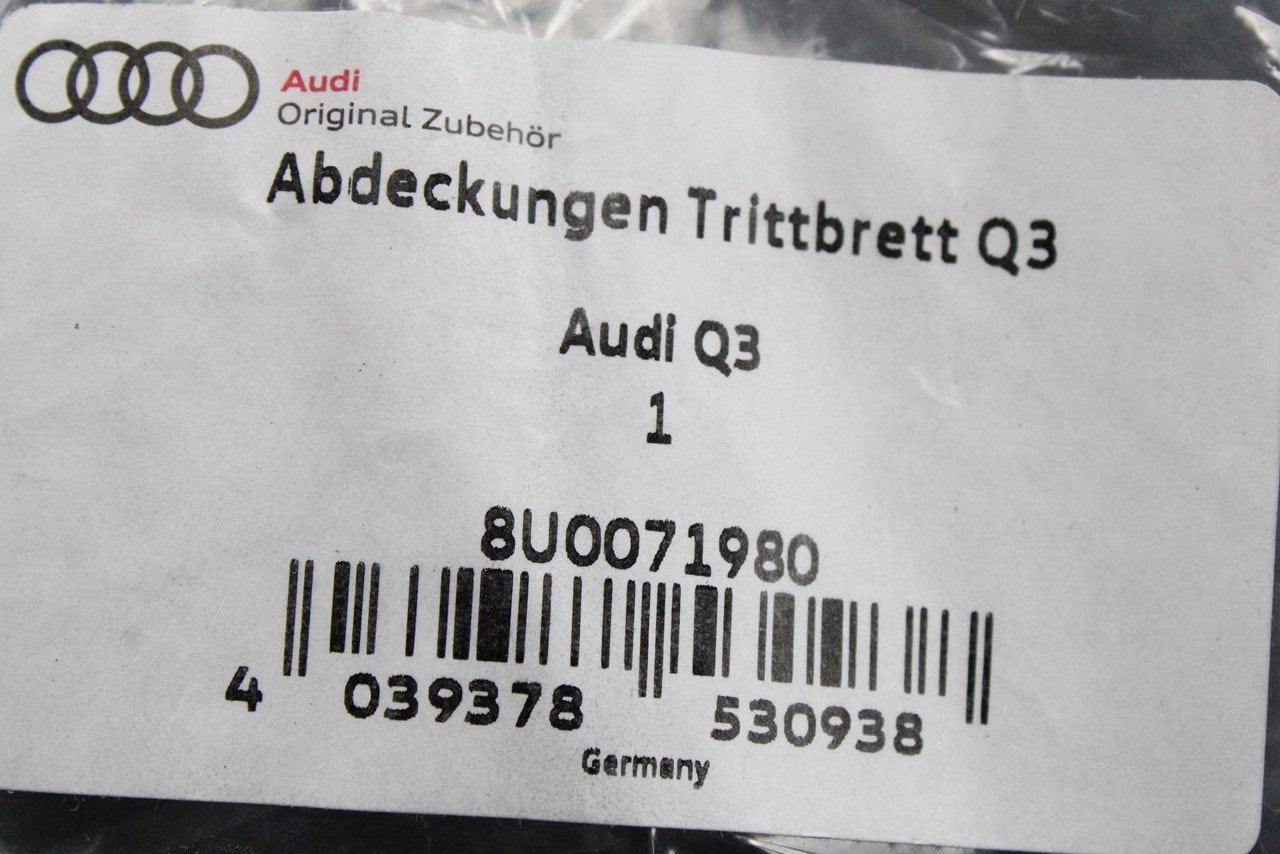 Audi
Original Zubehör
Abdeckungen Trittbrett Q3
Audi Q3
1
8U0071980
4 039378 530938
Germany